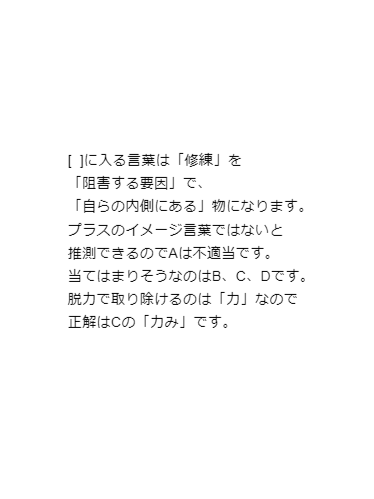 [  ]に入る言葉は「修練」を
「阻害する要因」で、
「自らの内側にある」物になります。
プラスのイメージ言葉ではないと
推測できるのでAは不適当です。
当てはまりそうなのはB、C、Dです。
脱力で取り除けるのは「力」なので
正解はCの「力み」です。